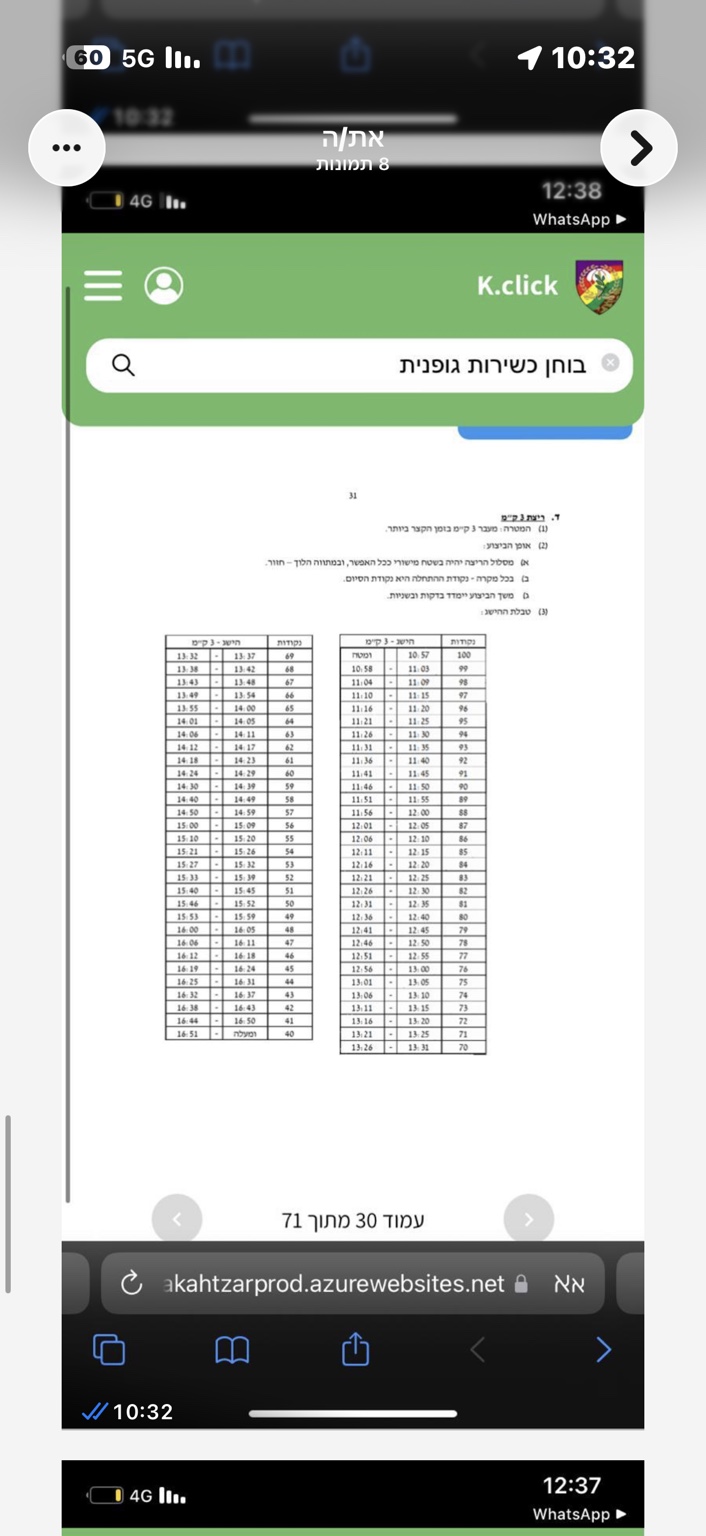 60 5G 10:32
10:32
את/ה
8 תמונות
4G 12:38
WhatsApp ▶
K.click
בוחן כשירות גופנית
31
ד. ריצת 3 ק״מ
(1) המטרה: מעבר 3 ק״מ בזמן הקצר ביותר.
(2) אופן הביצוע:
א) מסלול הריצה יהיה בשטח מישורי ככל האפשר, ובמתווה הלוך – חזור.
ב) בכל מקרה - נקודת ההתחלה היא נקודת הסיום.
ג) משך הביצוע יימדד בדקות ובשניות.
(3) טבלת ההישג:
נקודות הישג - 3 ק״מ
100 10:57 ומטה
99 11:03 - 10:58
98 11:09 - 11:04
97 11:15 - 11:10
96 11:20 - 11:16
95 11:25 - 11:21
94 11:30 - 11:26
93 11:35 - 11:31
92 11:40 - 11:36
91 11:45 - 11:41
90 11:50 - 11:46
89 11:55 - 11:51
88 12:00 - 11:56
87 12:05 - 12:01
86 12:10 - 12:06
85 12:15 - 12:11
84 12:20 - 12:16
83 12:25 - 12:21
82 12:30 - 12:26
81 12:35 - 12:31
80 12:40 - 12:36
79 12:45 - 12:41
78 12:50 - 12:46
77 12:55 - 12:51
76 13:00 - 12:56
75 13:05 - 13:01
74 13:10 - 13:06
73 13:15 - 13:11
72 13:20 - 13:16
71 13:25 - 13:21
70 13:31 - 13:26
נקודות הישג - 3 ק״מ
69 13:37 - 13:32
68 13:42 - 13:38
67 13:48 - 13:43
66 13:54 - 13:49
65 14:00 - 13:55
64 14:05 - 14:01
63 14:11 - 14:06
62 14:17 - 14:12
61 14:23 - 14:18
60 14:29 - 14:24
59 14:39 - 14:30
58 14:49 - 14:40
57 14:59 - 14:50
56 15:09 - 15:00
55 15:20 - 15:10
54 15:26 - 15:21
53 15:32 - 15:27
52 15:39 - 15:33
51 15:45 - 15:40
50 15:52 - 15:46
49 15:59 - 15:53
48 16:05 - 16:00
47 16:11 - 16:06
46 16:18 - 16:12
45 16:24 - 16:19
44 16:31 - 16:25
43 16:37 - 16:32
42 16:43 - 16:38
41 16:50 - 16:44
40 ומעלה - 16:51
עמוד 30 מתוך 71
akahtzarprod.azurewebsites.net אא
10:32
4G 12:37
WhatsApp ▶